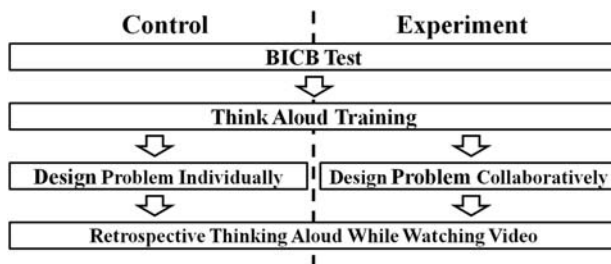 Control Experiment
BICB Test
Think Aloud Training
Design Problem Individually Design Problem Collaboratively
Retrospective Thinking Aloud While Watching Video